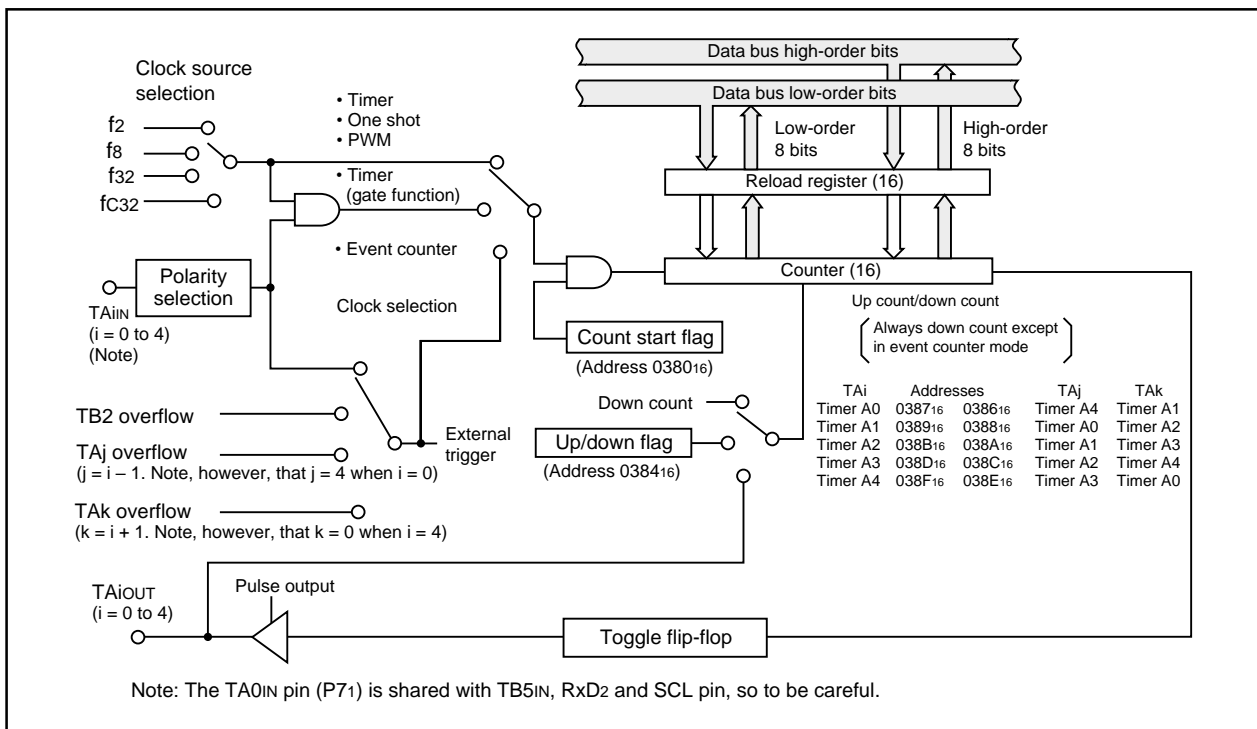 Data bus high-order bits
Data bus low-order bits
Clock source
selection
f2
f8
f32
fC32
• Timer
• One shot
• PWM
• Timer
(gate function)
• Event counter
Low-order
8 bits
High-order
8 bits
Reload register (16)
Counter (16)
Polarity
selection
TAiIN
(i = 0 to 4)
(Note)
Clock selection
Count start flag
(Address 038016)
Up count/down count
Always down count except
in event counter mode
TB2 overflow
TAj overflow
(j = i – 1. Note, however, that j = 4 when i = 0)
TAk overflow
(k = i + 1. Note, however, that k = 0 when i = 4)
External
trigger
Down count
Up/down flag
(Address 038416)
TAi Addresses TAj TAk
Timer A0 038716 038616 Timer A4 Timer A1
Timer A1 038916 038816 Timer A0 Timer A2
Timer A2 038B16 038A16 Timer A1 Timer A3
Timer A3 038D16 038C16 Timer A2 Timer A4
Timer A4 038F16 038E16 Timer A3 Timer A0
TAiOUT
(i = 0 to 4)
Pulse output
Toggle flip-flop
Note: The TA0IN pin (P71) is shared with TB5IN, RxD2 and SCL pin, so to be careful.